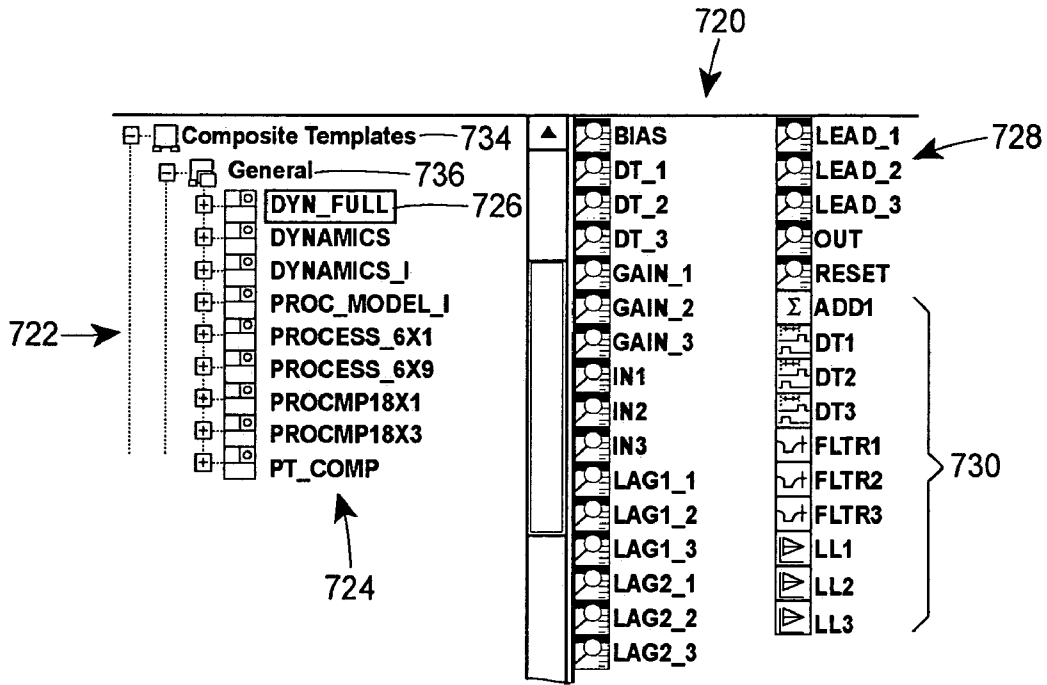 720
Composite Templates 734
General 736
DYN_FULL 726
DYNAMICS
DYNAMICS_I
PROC_MODEL_I
PROCESS_6X1
PROCESS_6X9
PROCMP18X1
PROCMP18X3
PT_COMP
722
724
BIAS
DT_1
DT_2
DT_3
GAIN_1
GAIN_2
GAIN_3
IN1
IN2
IN3
LAG1_1
LAG1_2
LAG1_3
LAG2_1
LAG2_2
LAG2_3
LEAD_1
LEAD_2
LEAD_3
OUT
RESET
Σ ADD1
DT1
DT2
DT3
FLTR1
FLTR2
FLTR3
LL1
LL2
LL3
728
730